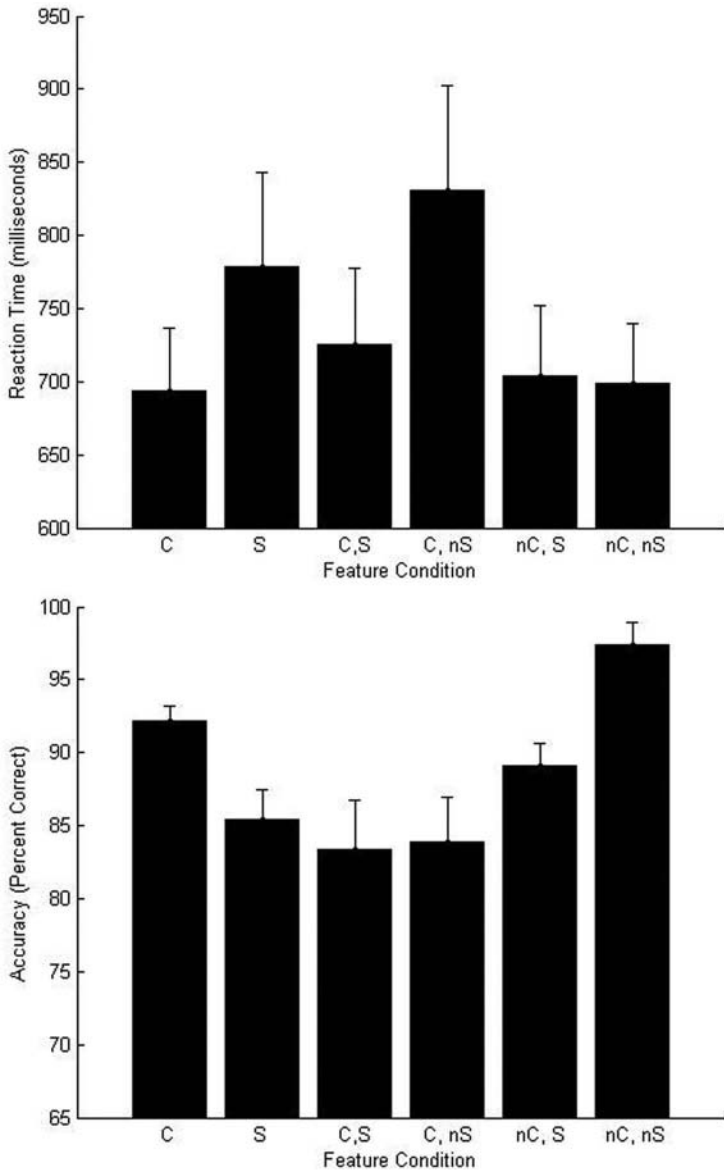 950
900
850
800
750
700
650
600
Reaction Time (milliseconds)
C S C,S C, nS nC, S nC, nS
Feature Condition
100
95
90
85
80
75
70
65
Accuracy (Percent Correct)
C S C,S C, nS nC, S nC, nS
Feature Condition